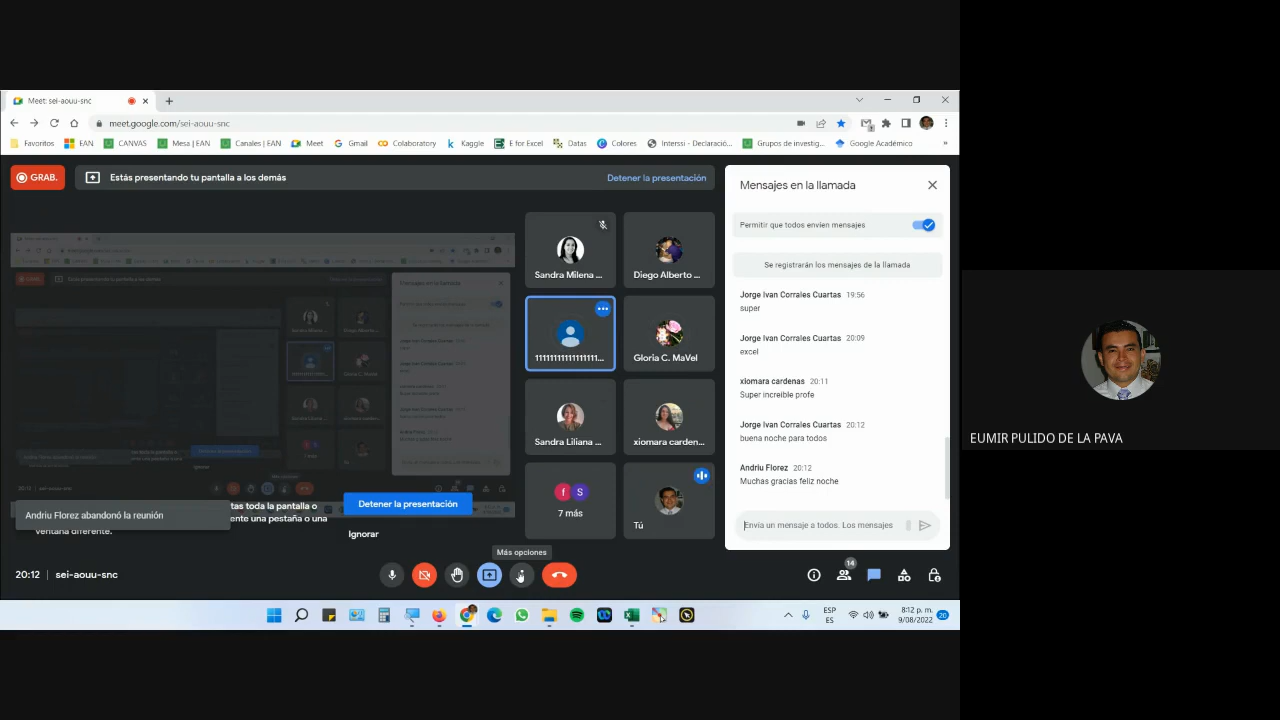 Meet: sei-aouu-snc
meet.google.com/sei-aouu-snc
Favoritos EAN CANVAS Mesa | EAN Canales | EAN Meet Gmail Colaboratory Kaggle E for Excel Datas Colores Interssi - Declaració... Grupos de investig... Google Académico »
GRAB. Estás presentando tu pantalla a los demás Detener la presentación
Sandra Milena ...
Diego Alberto ...
11111111111111111...
Gloria C. MaVel
Sandra Liliana ...
xiomara carden...
f S
7 más
Tú
Andriu Florez abandonó la reunión
tas toda la pantalla o
ente una pestaña o una
ventana diferente.
Detener la presentación
Ignorar
Más opciones
20:12 | sei-aouu-snc
Mensajes en la llamada
Permitir que todos envíen mensajes
Se registrarán los mensajes de la llamada
Jorge Ivan Corrales Cuartas 19:56
super
Jorge Ivan Corrales Cuartas 20:09
excel
xiomara cardenas 20:11
Super increible profe
Jorge Ivan Corrales Cuartas 20:12
buena noche para todos
Andriu Florez 20:12
Muchas gracias feliz noche
Envía un mensaje a todos. Los mensajes
14
ESP
ES
8:12 p. m.
9/08/2022
20
EUMIR PULIDO DE LA PAVA